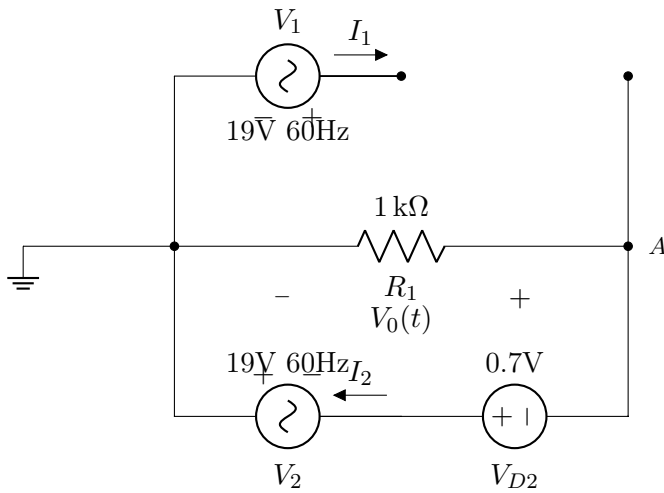 V1
I1
19V 60Hz
− +
1 kΩ
A
R1
− +
V0(t)
19V 60Hz
0.7V
+ −
I2
+ −
V2
VD2